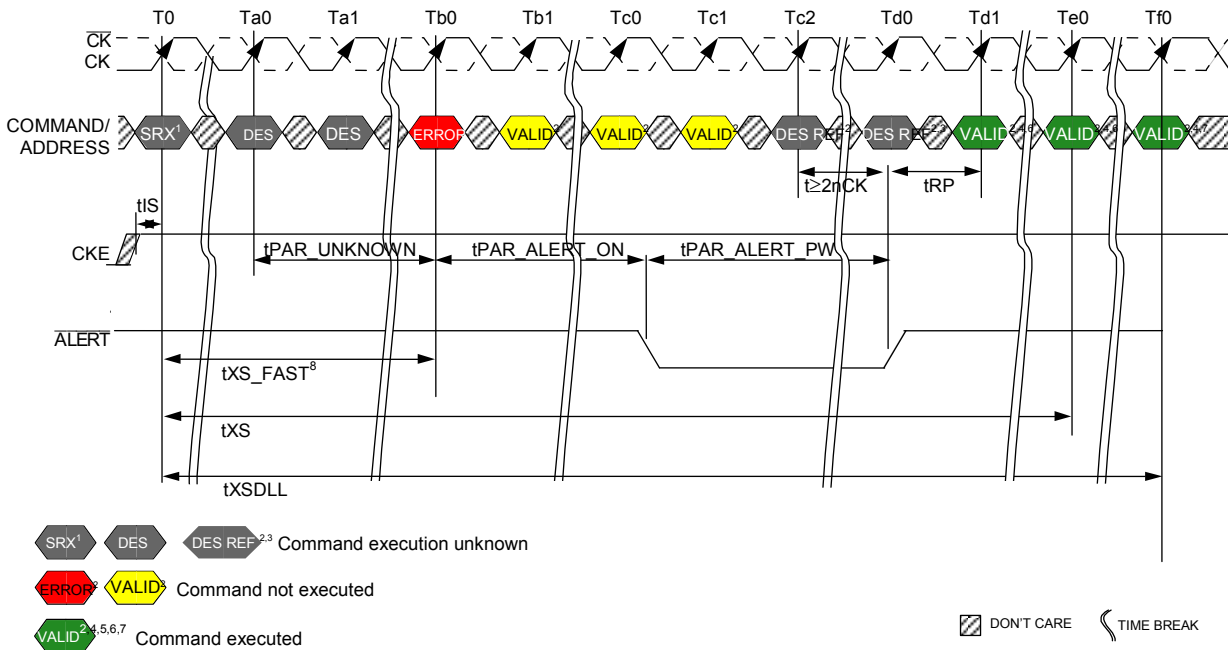 T0 Ta0 Ta1 Tb0 Tb1 Tc0 Tc1 Tc2 Td0 Td1 Te0 Tf0
CK
CK
COMMAND/
ADDRESS
SRX1 DES DES ERROR VALID2 VALID2 VALID2 DES REF2 DES REF2,3 VALID2,4,6 VALID2,4,6 VALID2,4,7
t≥2nCK tRP
tIS
CKE
tPAR_UNKNOWN tPAR_ALERT_ON tPAR_ALERT_PW
ALERT
tXS_FAST8
tXS
tXSDLL
SRX1 DES DES REF2,3 Command execution unknown
ERROR2 VALID2 Command not executed
VALID2,4,5,6,7 Command executed
DON'T CARE TIME BREAK